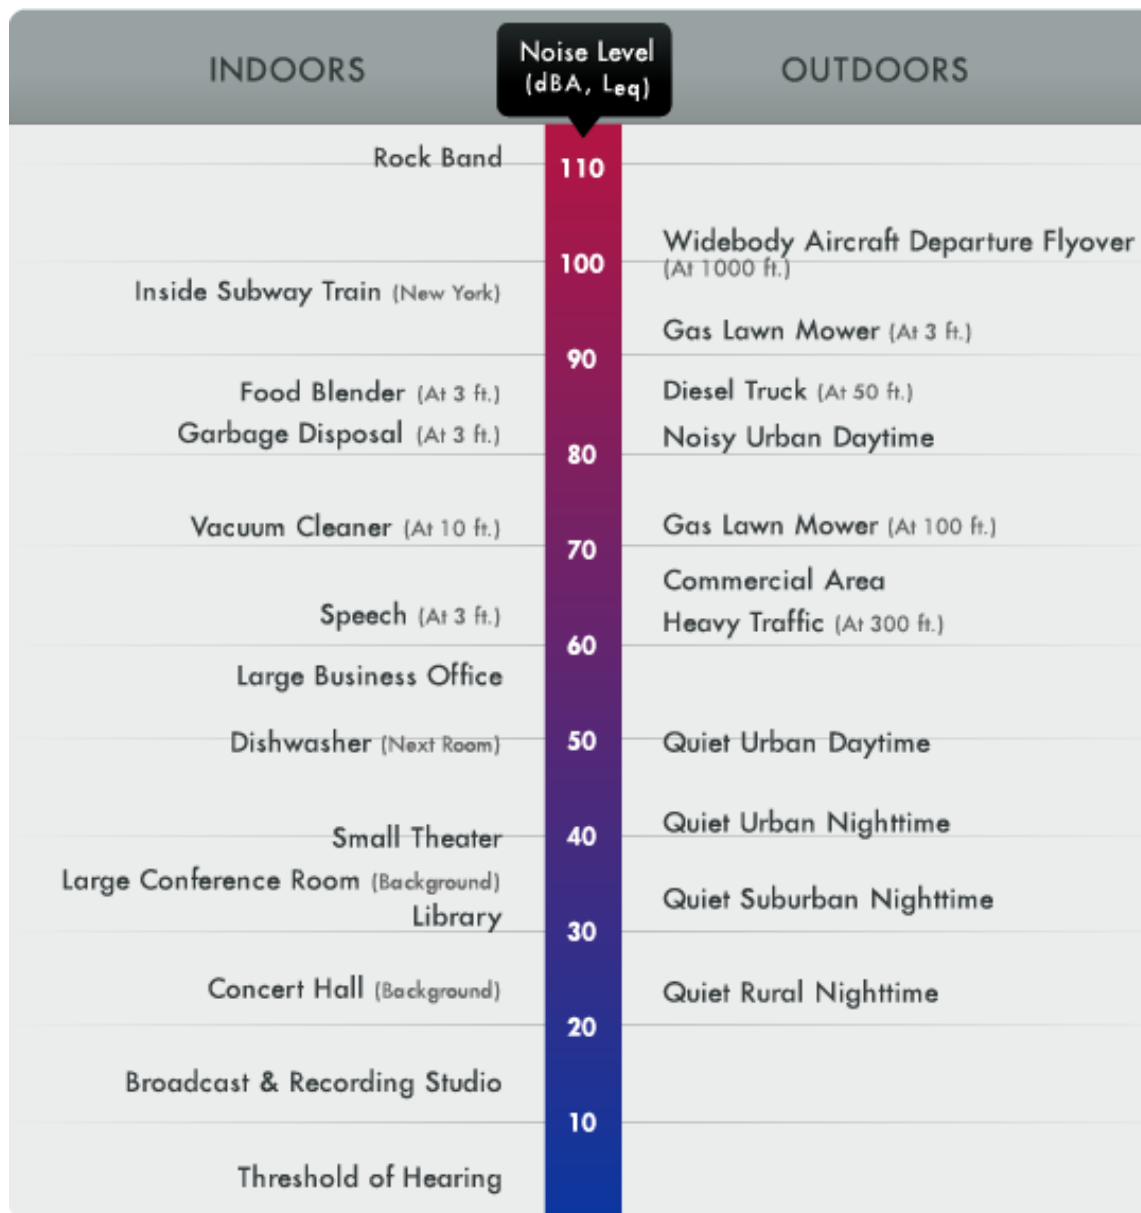 INDOORS
Noise Level
(dBA, Leq)
OUTDOORS
Rock Band
110
Widebody Aircraft Departure Flyover
(At 1000 ft.)
100
Inside Subway Train (New York)
Gas Lawn Mower (At 3 ft.)
90
Food Blender (At 3 ft.)
Diesel Truck (At 50 ft.)
Garbage Disposal (At 3 ft.)
Noisy Urban Daytime
80
Vacuum Cleaner (At 10 ft.)
Gas Lawn Mower (At 100 ft.)
70
Commercial Area
Speech (At 3 ft.)
Heavy Traffic (At 300 ft.)
60
Large Business Office
Dishwasher (Next Room)
50
Quiet Urban Daytime
Quiet Urban Nighttime
Small Theater
40
Large Conference Room (Background)
Quiet Suburban Nighttime
Library
30
Concert Hall (Background)
Quiet Rural Nighttime
20
Broadcast & Recording Studio
10
Threshold of Hearing